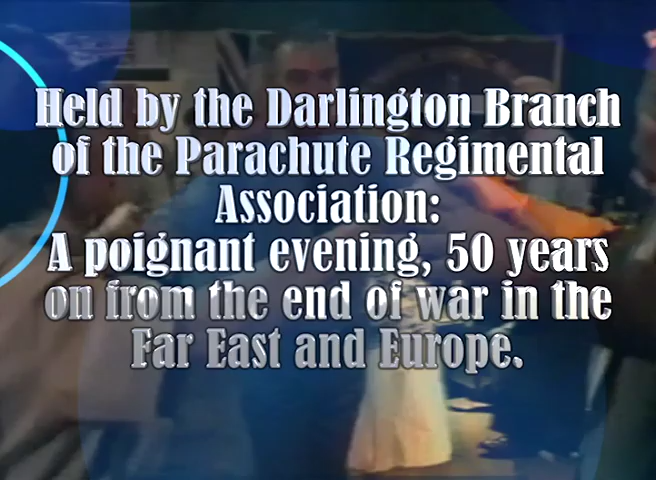 Held by the Darlington Branch
of the Parachute Regimental
Association:
A poignant evening, 50 years
on from the end of war in the
Far East and Europe.